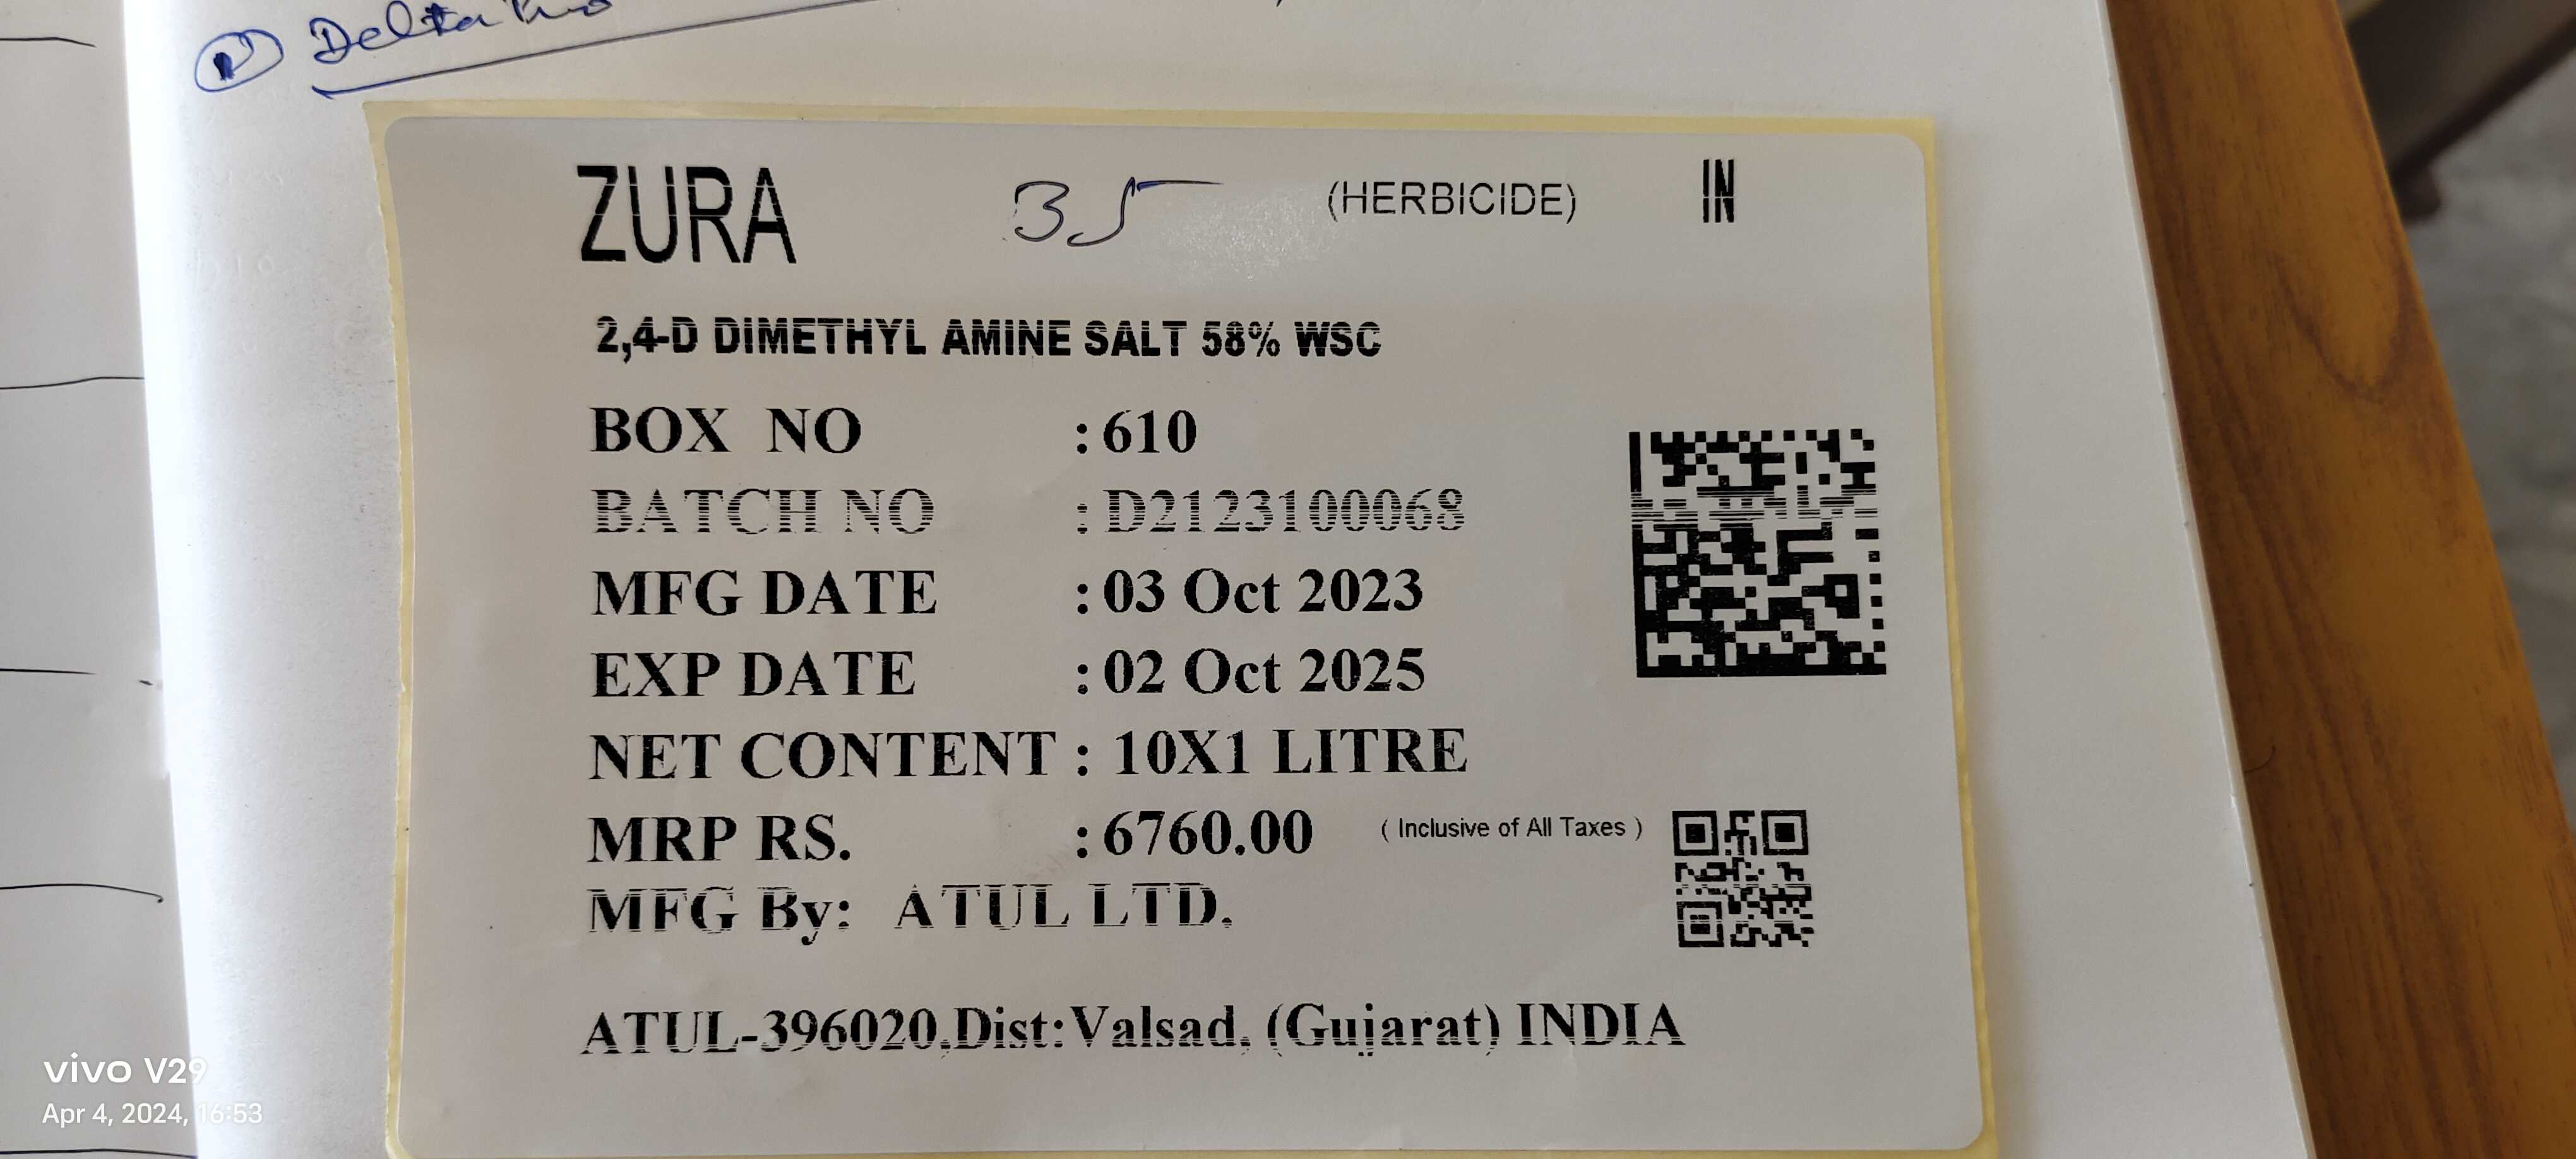 ZURA 35 (HERBICIDE) IN
2,4-D DIMETHYL AMINE SALT 58% WSC
BOX NO : 610
BATCH NO : D2123100068
MFG DATE : 03 Oct 2023
EXP DATE : 02 Oct 2025
NET CONTENT : 10X1 LITRE
MRP RS. : 6760.00 ( Inclusive of All Taxes )
MFG By: ATUL LTD.
ATUL-396020,Dist:Valsad, (Gujarat) INDIA
vivo V29
Apr 4, 2024, 16:53